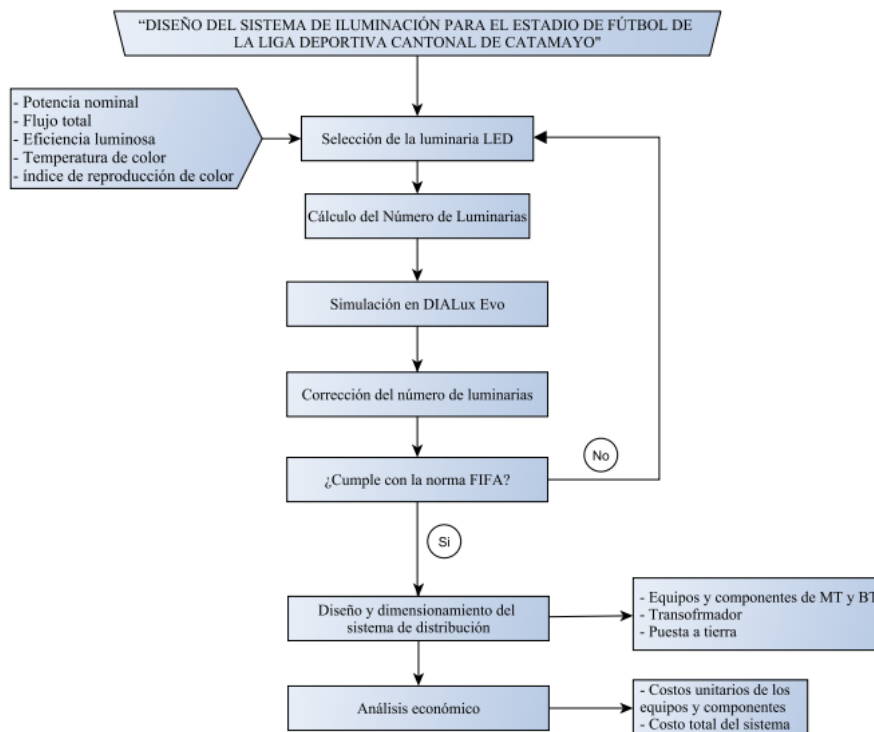 “DISEÑO DEL SISTEMA DE ILUMINACIÓN PARA EL ESTADIO DE FÚTBOL DE
LA LIGA DEPORTIVA CANTONAL DE CATAMAYO"
- Potencia nominal
- Flujo total
- Eficiencia luminosa
- Temperatura de color
- índice de reproducción de color
Selección de la luminaria LED
Cálculo del Número de Luminarias
Simulación en DIALux Evo
Corrección del número de luminarias
¿Cumple con la norma FIFA?
No
Si
Diseño y dimensionamiento del
sistema de distribución
- Equipos y componentes de MT y BT
- Transofrmador
- Puesta a tierra
Análisis económico
- Costos unitarios de los
equipos y componentes
- Costo total del sistema